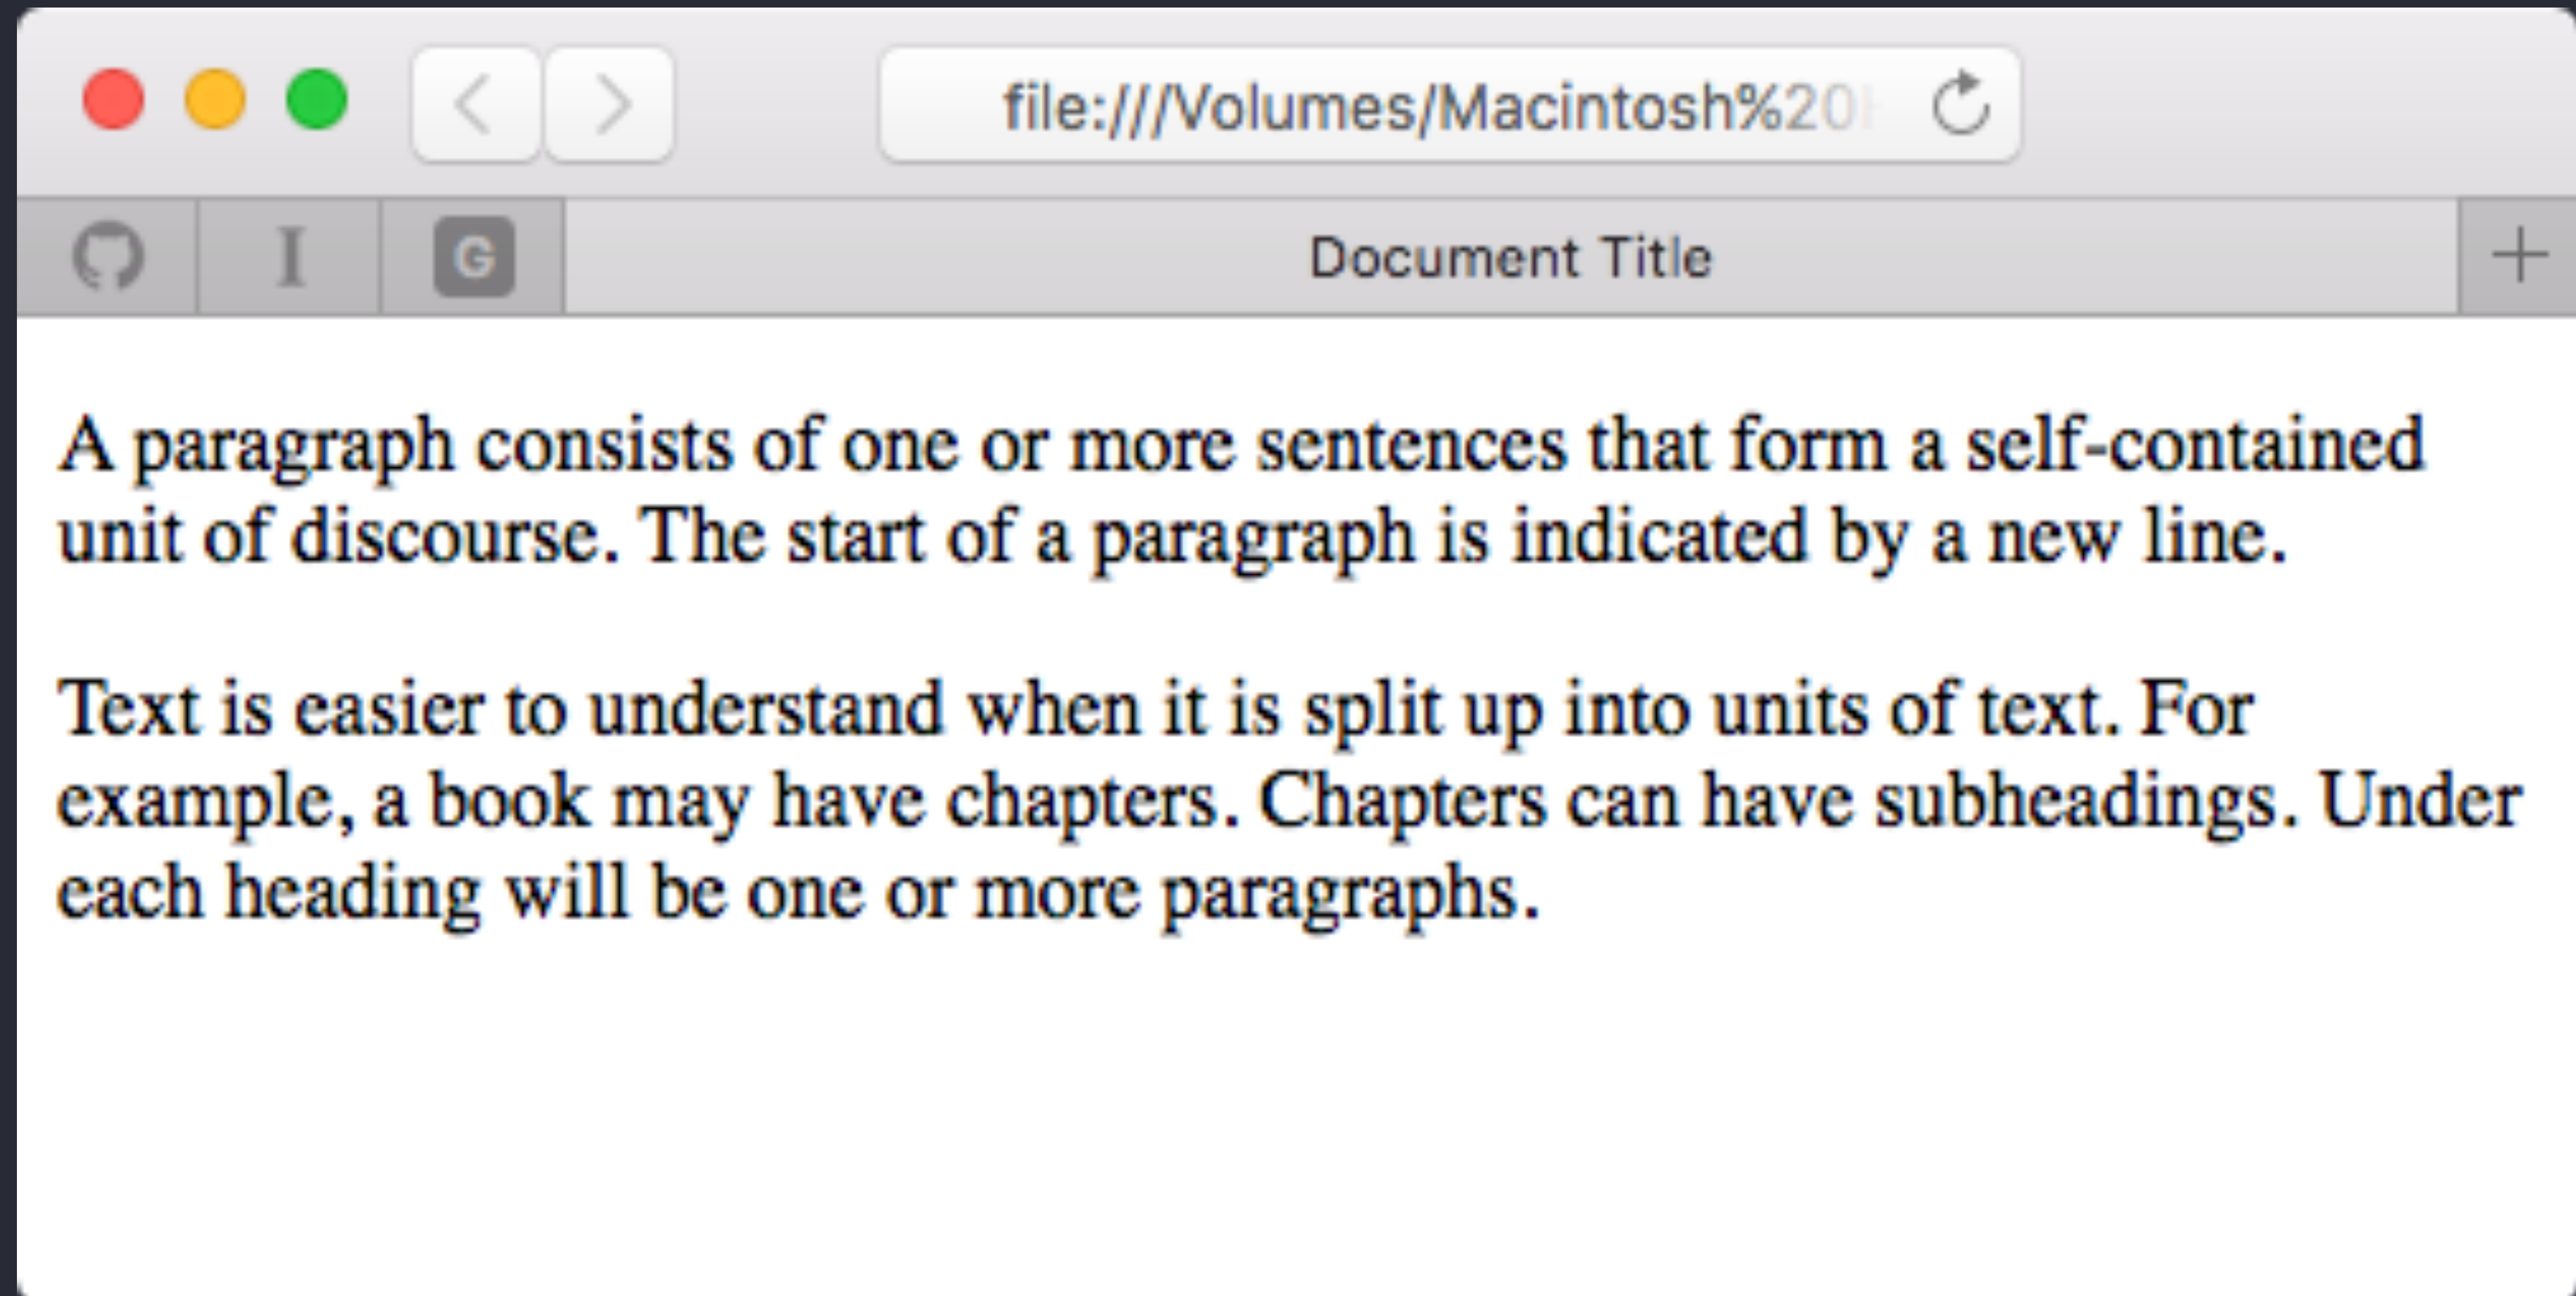 file:///Volumes/Macintosh%20
I
G
Document Title
A paragraph consists of one or more sentences that form a self-contained
unit of discourse. The start of a paragraph is indicated by a new line.
Text is easier to understand when it is split up into units of text. For
example, a book may have chapters. Chapters can have subheadings. Under
each heading will be one or more paragraphs.